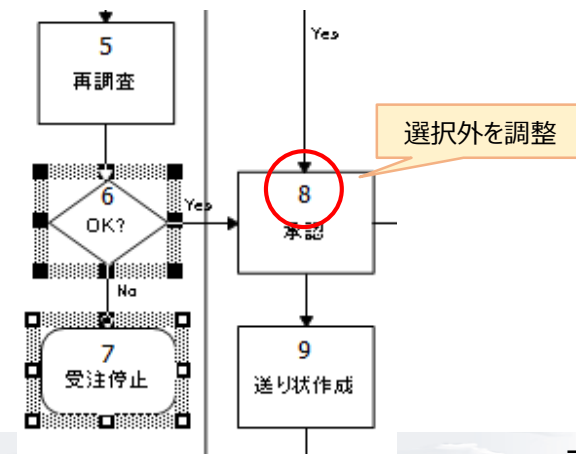 5
再調査
Yes
選択外を調整
6
OK?
Yes
8
承認
No
7
受注停止
9
送り状作成